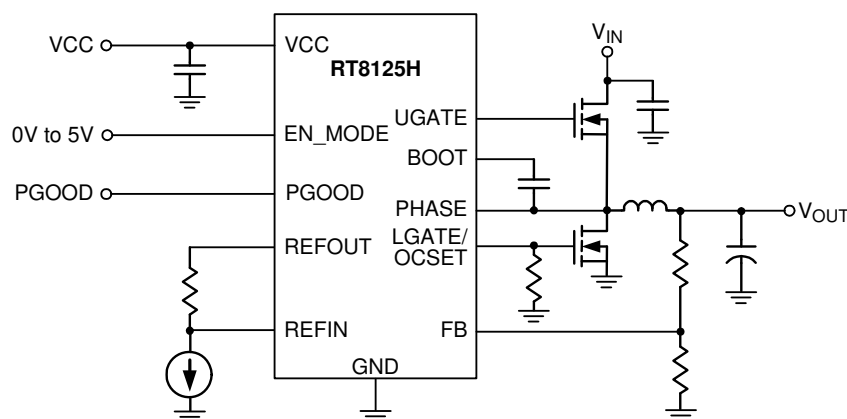 VCC
VCC
RT8125H
V_IN
0V to 5V
EN_MODE
UGATE
BOOT
PGOOD
PGOOD
PHASE
V_OUT
REFOUT
LGATE/
OCSET
REFIN
FB
GND